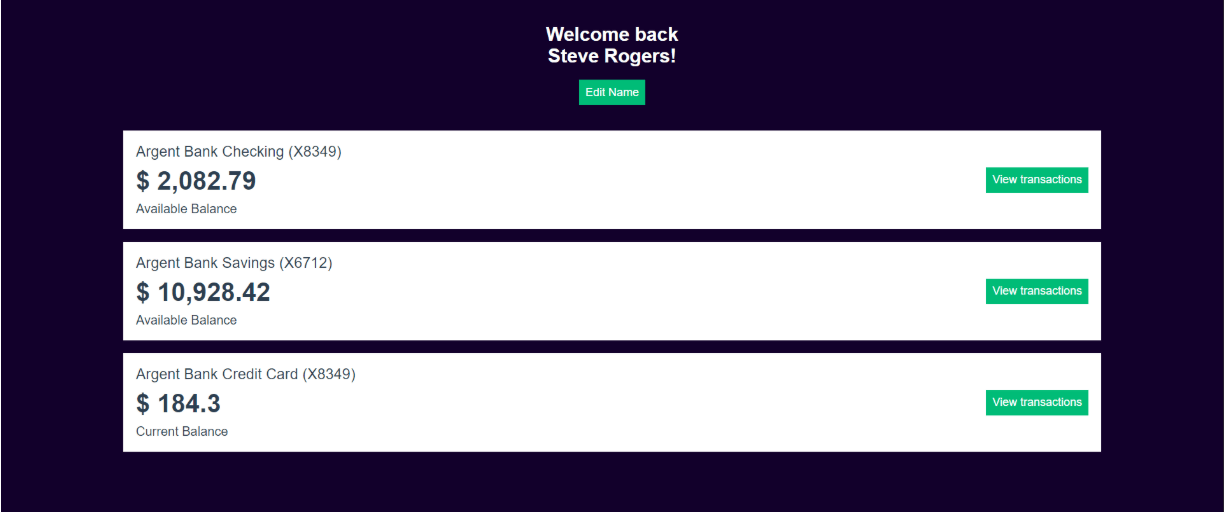 Welcome back
Steve Rogers!
Edit Name
Argent Bank Checking (X8349)
$ 2,082.79
Available Balance
View transactions
Argent Bank Savings (X6712)
$ 10,928.42
Available Balance
View transactions
Argent Bank Credit Card (X8349)
$ 184.3
Current Balance
View transactions